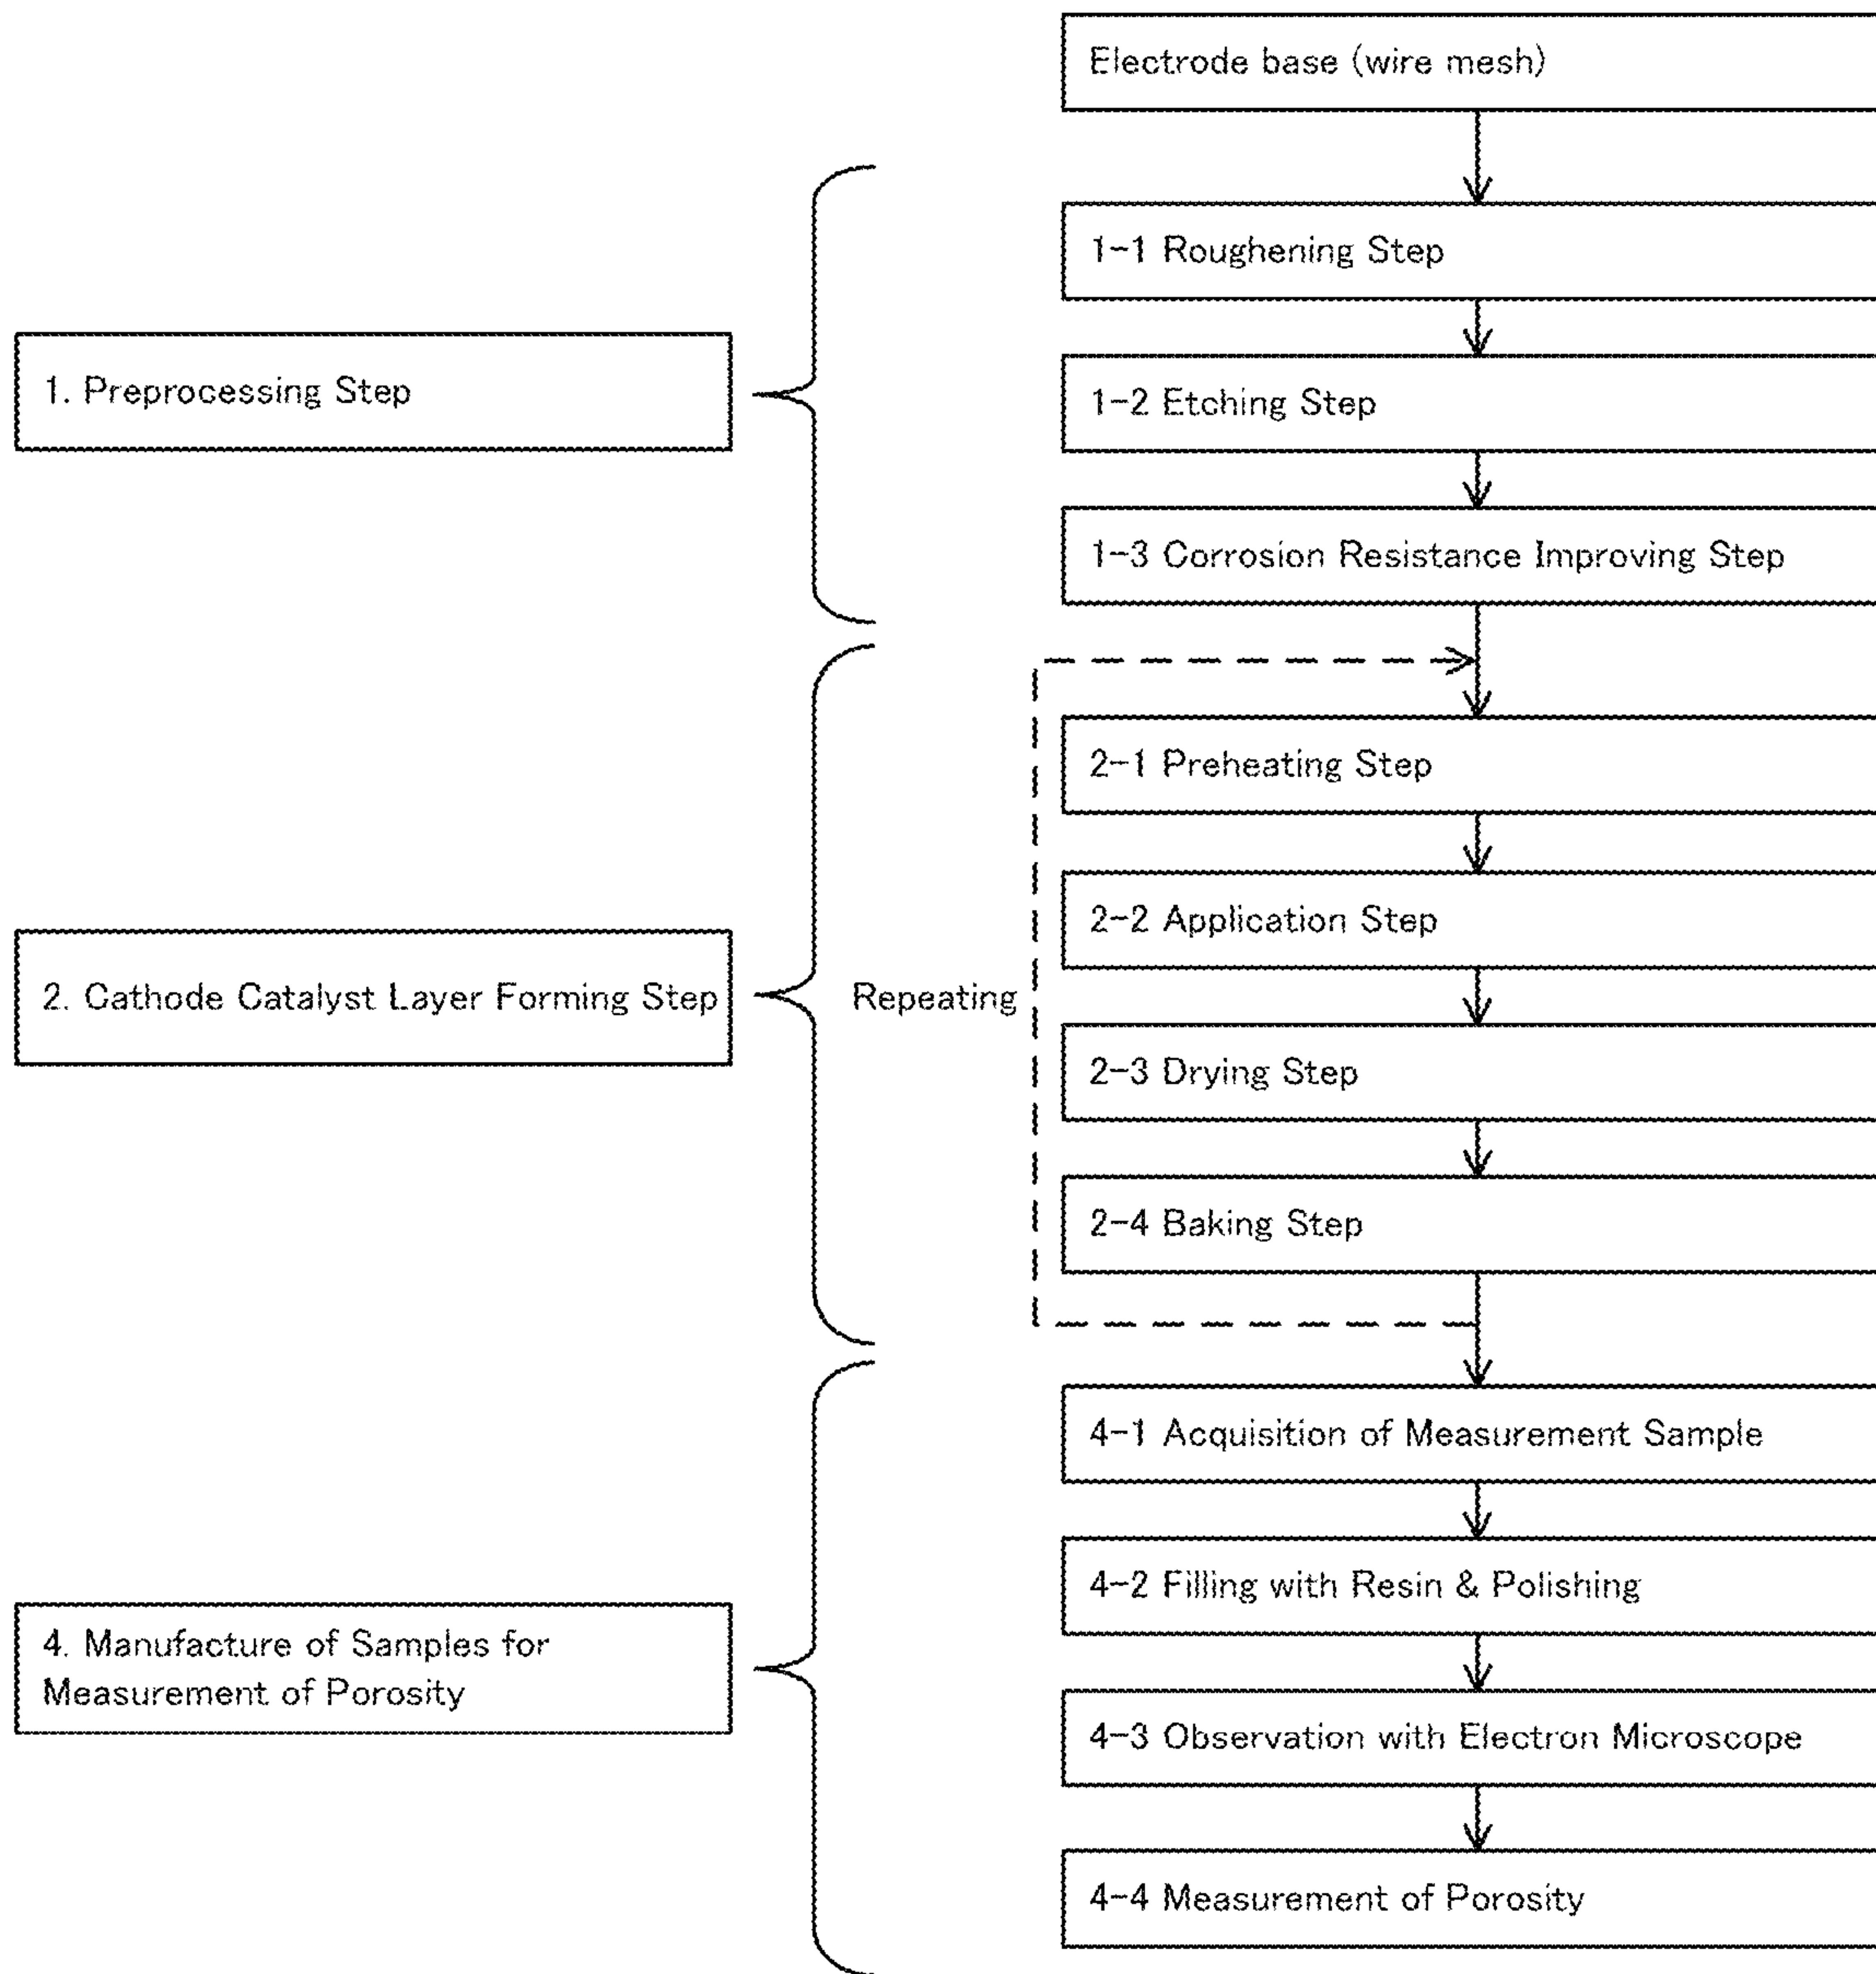 Electrode base (wire mesh)
1-1 Roughening Step
1. Preprocessing Step
1-2 Etching Step
1-3 Corrosion Resistance Improving Step
2-1 Preheating Step
2-2 Application Step
2. Cathode Catalyst Layer Forming Step
Repeating
2-3 Drying Step
2-4 Baking Step
4-1 Acquisition of Measurement Sample
4-2 Filling with Resin & Polishing
4. Manufacture of Samples for
Measurement of Porosity
4-3 Observation with Electron Microscope
4-4 Measurement of Porosity